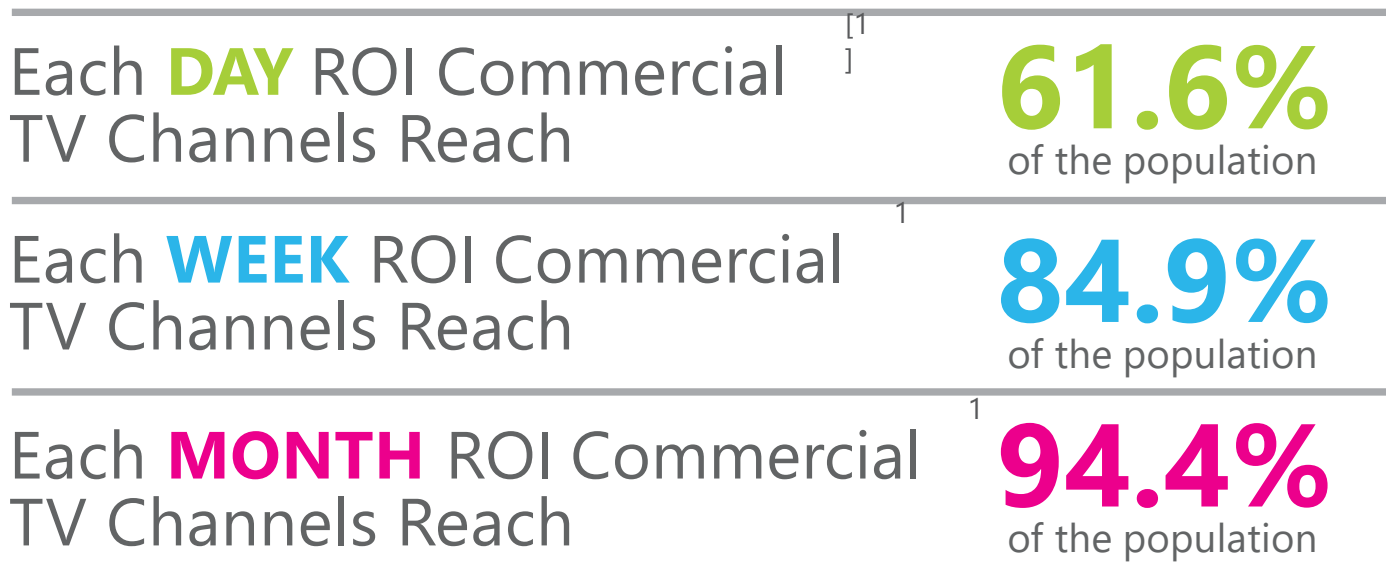 [1
]
Each DAY ROI Commercial
TV Channels Reach
61.6%
of the population
1
Each WEEK ROI Commercial
TV Channels Reach
84.9%
of the population
1
Each MONTH ROI Commercial
TV Channels Reach
94.4%
of the population